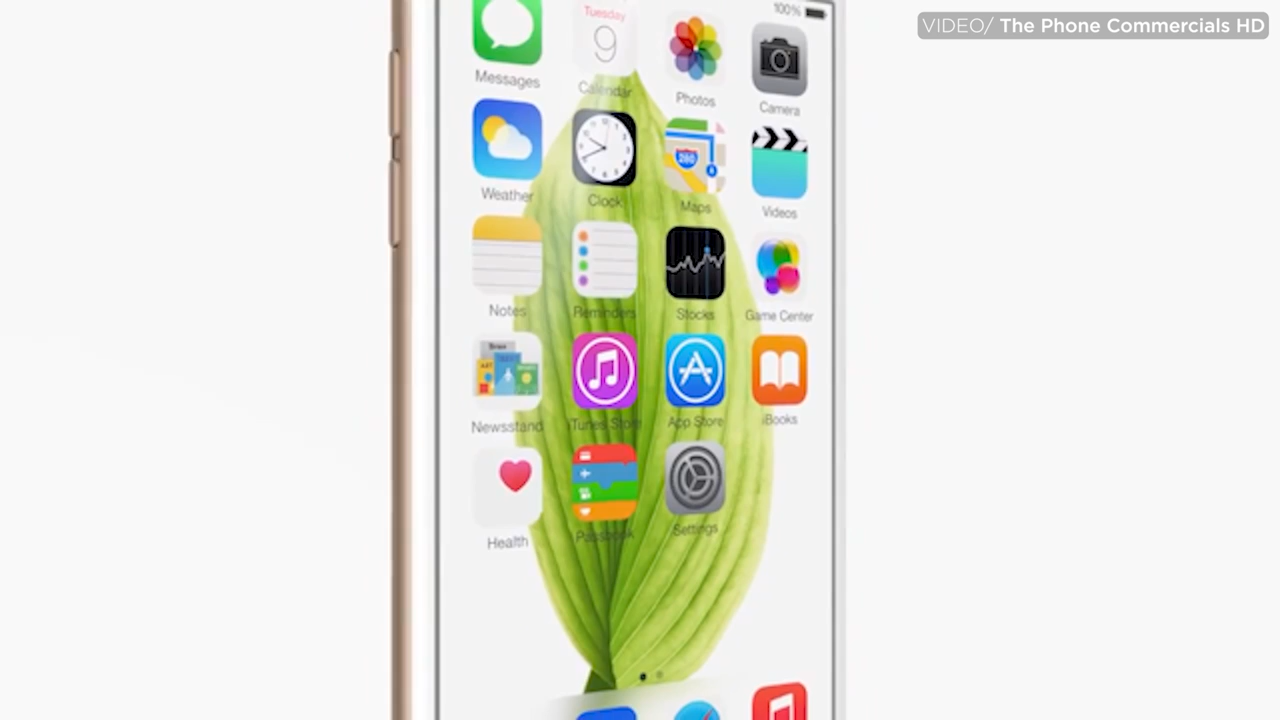 VIDEO/ The Phone Commercials HD
100%
Tuesday
9
Messages
Calendar
Photos
Camera
280
Weather
Clock
Maps
Videos
Notes
Reminders
Stocks
Game Center
Newsstand
iTunes Store
App Store
iBooks
Health
Passbook
Settings